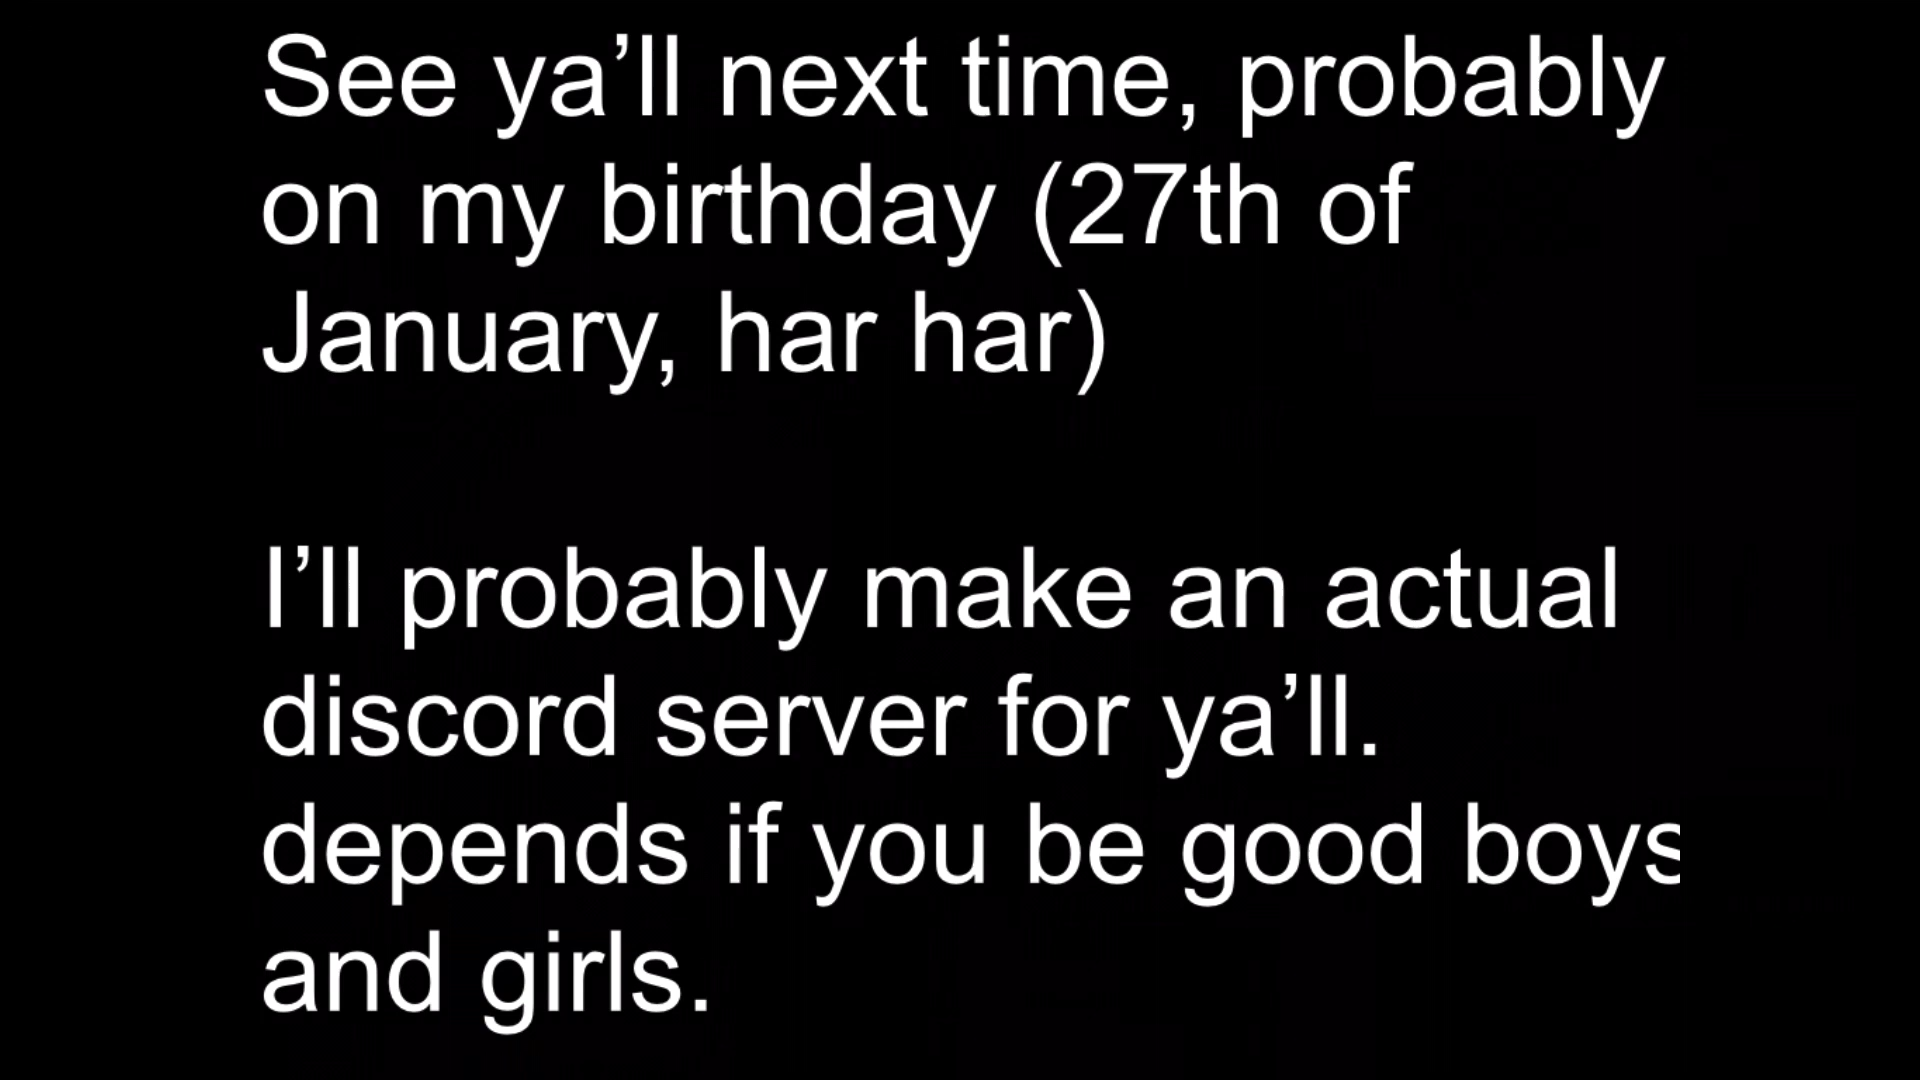 See ya’ll next time, probably
on my birthday (27th of
January, har har)
I’ll probably make an actual
discord server for ya’ll.
depends if you be good boys
and girls.